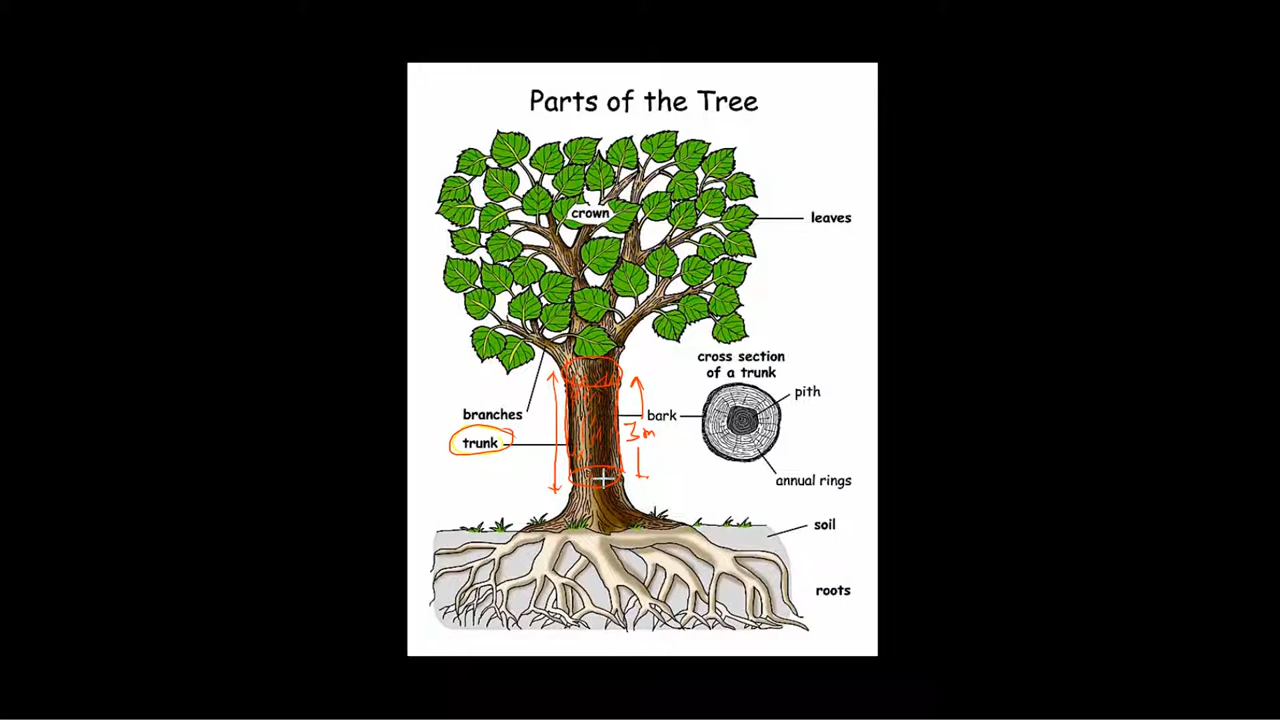 Parts of the Tree
crown
leaves
cross section
of a trunk
pith
branches
bark
trunk
3m
annual rings
soil
roots